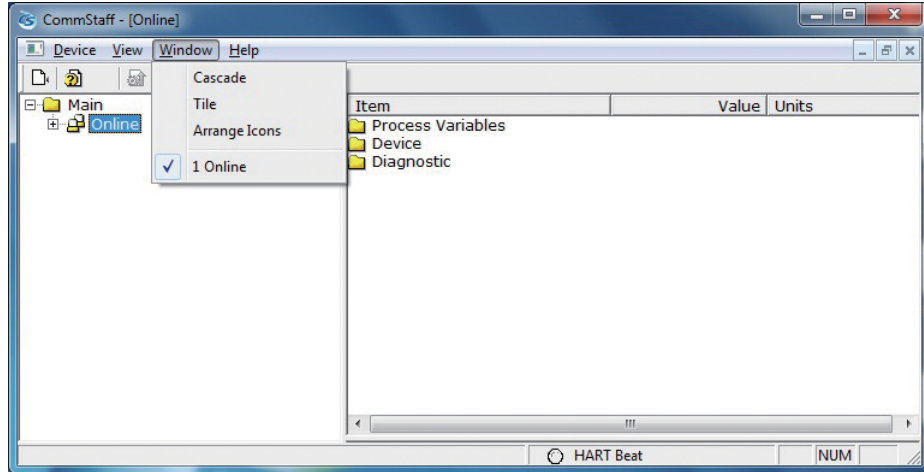 CommStaff - [Online]
Device View Window Help
Cascade
Tile
Arrange Icons
1 Online
Main
Online
Item Value Units
Process Variables
Device
Diagnostic
HART Beat NUM